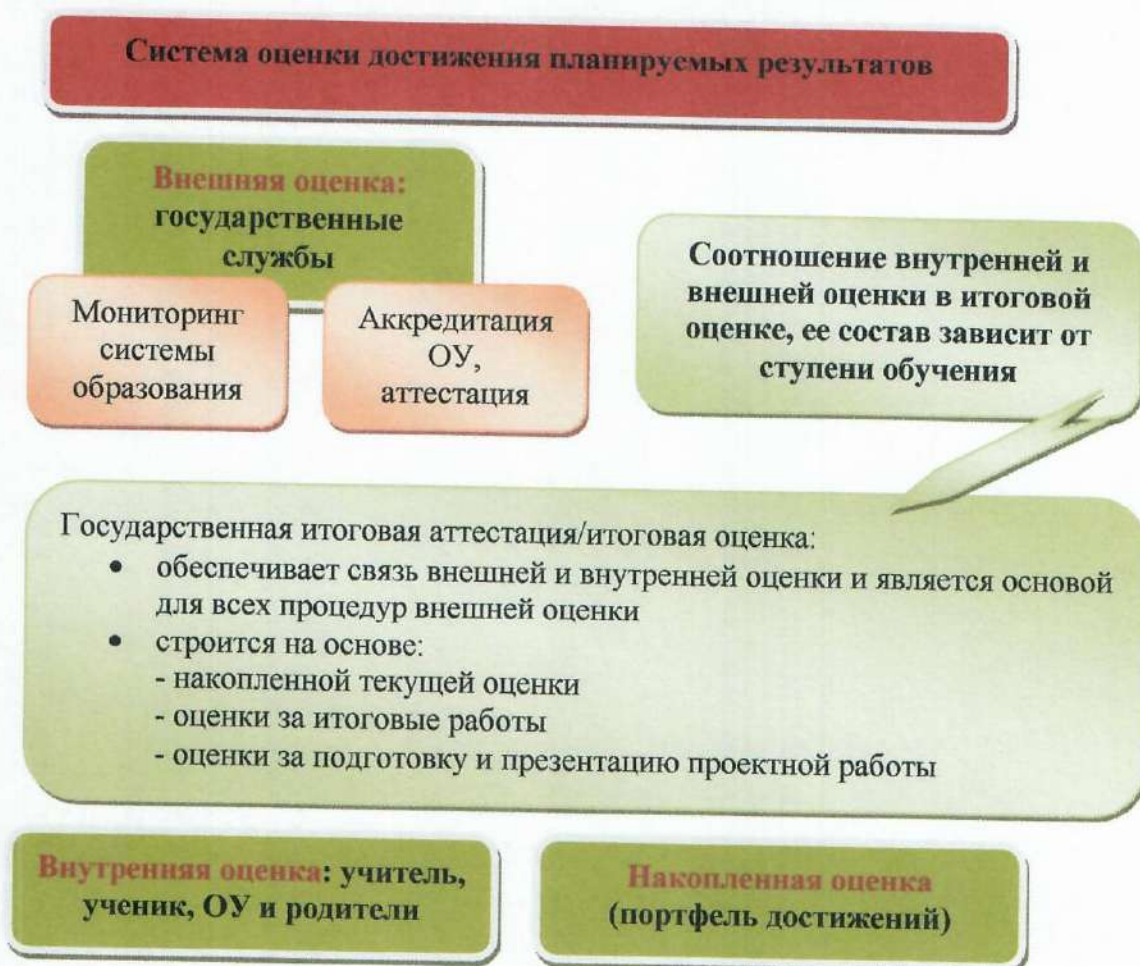 Система оценки достижения планируемых результатов
Внешняя оценка:
государственные
службы
Мониторинг
системы
образования
Аккредитация
ОУ,
аттестация
Соотношение внутренней и
внешней оценки в итоговой
оценке, ее состав зависит от
ступени обучения
Государственная итоговая аттестация/итоговая оценка:
• обеспечивает связь внешней и внутренней оценки и является основой
для всех процедур внешней оценки
• строится на основе:
- накопленной текущей оценки
- оценки за итоговые работы
- оценки за подготовку и презентацию проектной работы
Внутренняя оценка: учитель,
ученик, ОУ и родители
Накопленная оценка
(портфель достижений)